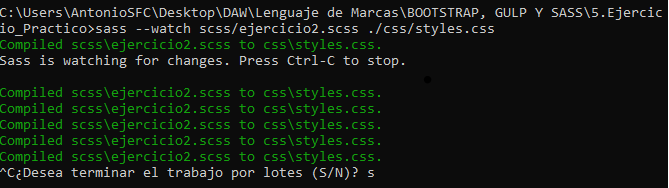 C:\Users\AntonioSFC\Desktop\DAW\Lenguaje de Marcas\BOOTSTRAP, GULP Y SASS\5.Ejercic
io_Practico>sass --watch scss/ejercicio2.scss ./css/styles.css
Compiled scss\ejercicio2.scss to css\styles.css.
Sass is watching for changes. Press Ctrl-C to stop.
Compiled scss\ejercicio2.scss to css\styles.css.
Compiled scss\ejercicio2.scss to css\styles.css.
Compiled scss\ejercicio2.scss to css\styles.css.
Compiled scss\ejercicio2.scss to css\styles.css.
Compiled scss\ejercicio2.scss to css\styles.css.
^C¿Desea terminar el trabajo por lotes (S/N)? s